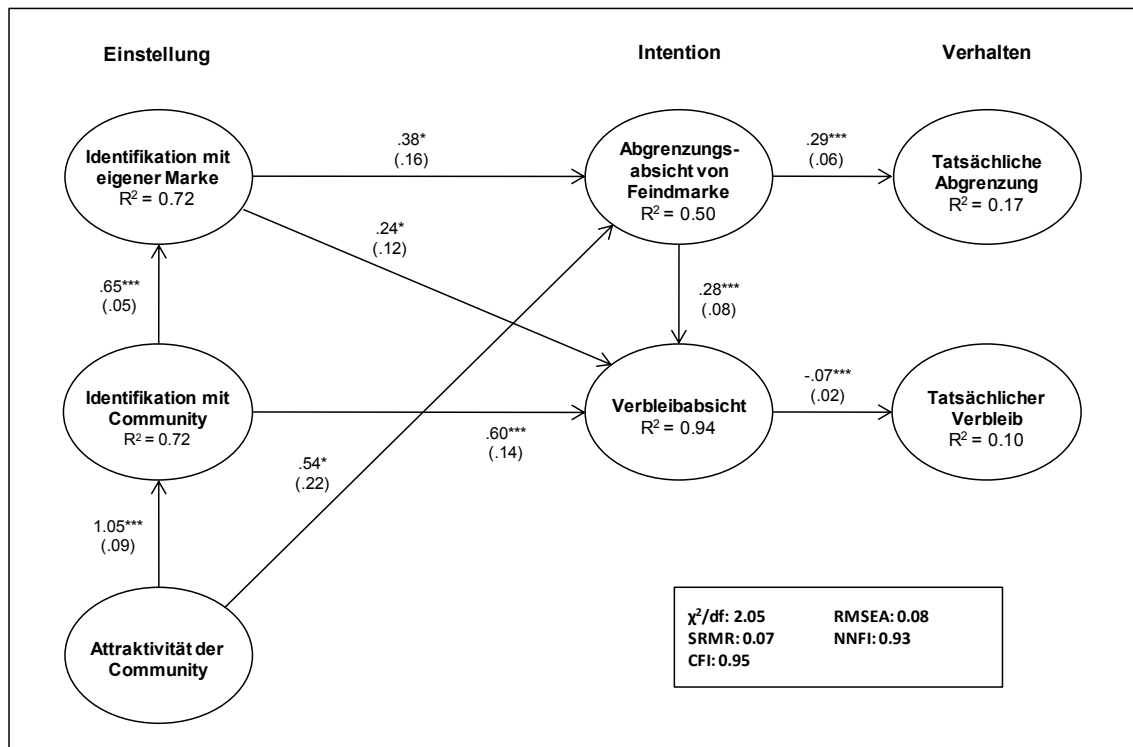 Einstellung
Intention
Verhalten
Identifikation mit
eigener Marke
R² = 0.72
.38*
(.16)
Abgrenzungs-
absicht von
Feindmarke
R² = 0.50
.29***
(.06)
Tatsächliche
Abgrenzung
R² = 0.17
.24*
(.12)
.65***
(.05)
.28***
(.08)
Identifikation mit
Community
R² = 0.72
.60***
(.14)
Verbleibabsicht
R² = 0.94
-.07***
(.02)
Tatsächlicher
Verbleib
R² = 0.10
.54*
(.22)
1.05***
(.09)
Attraktivität der
Community
χ²/df: 2.05 RMSEA: 0.08
SRMR: 0.07 NNFI: 0.93
CFI: 0.95